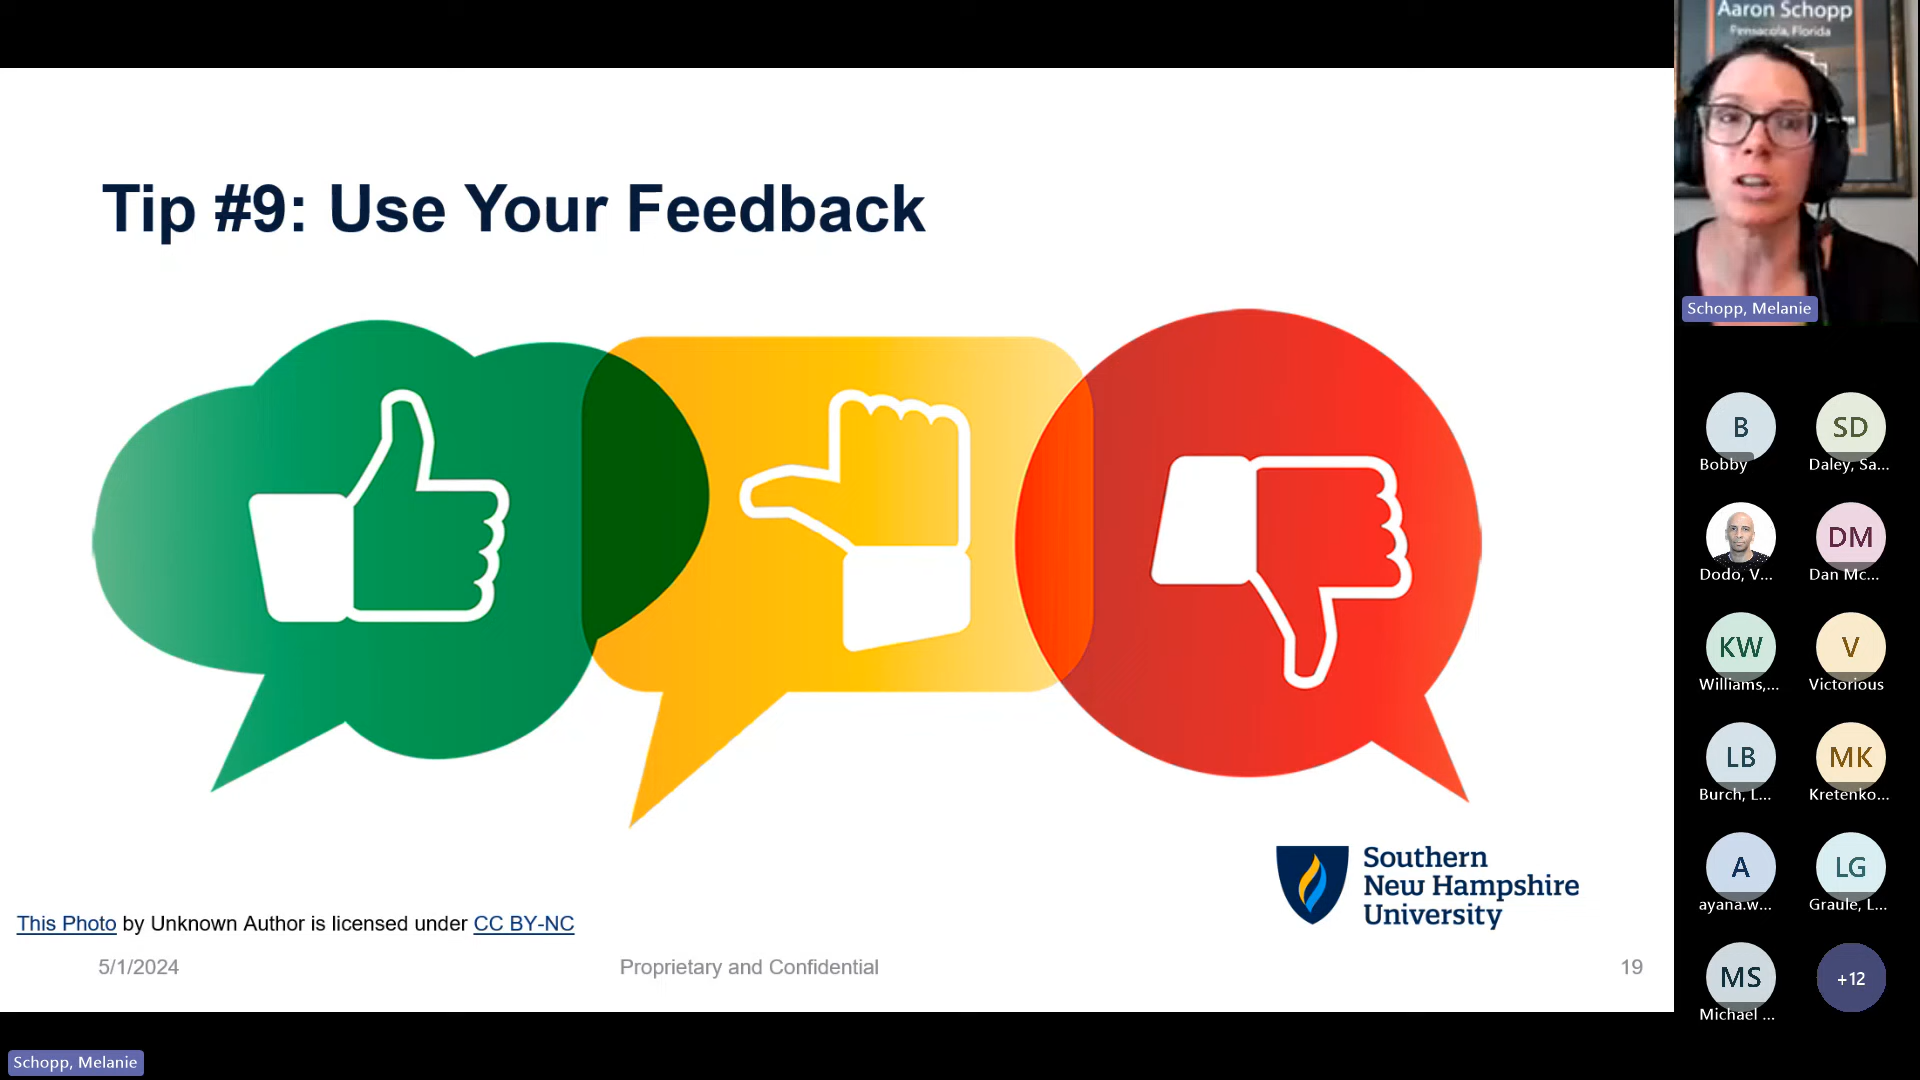 Aaron Schopp
Pensacola, Florida
Schopp, Melanie
Tip #9: Use Your Feedback
Southern
New Hampshire
University
This Photo by Unknown Author is licensed under CC BY-NC
5/1/2024
Proprietary and Confidential
19
B
Bobby
SD
Daley, Sa...
Dodo, V...
DM
Dan Mc...
KW
Williams,...
V
Victorious
LB
Burch, L...
MK
Kretenko...
A
ayana.w...
LG
Graule, L...
MS
Michael ...
+12
Schopp, Melanie